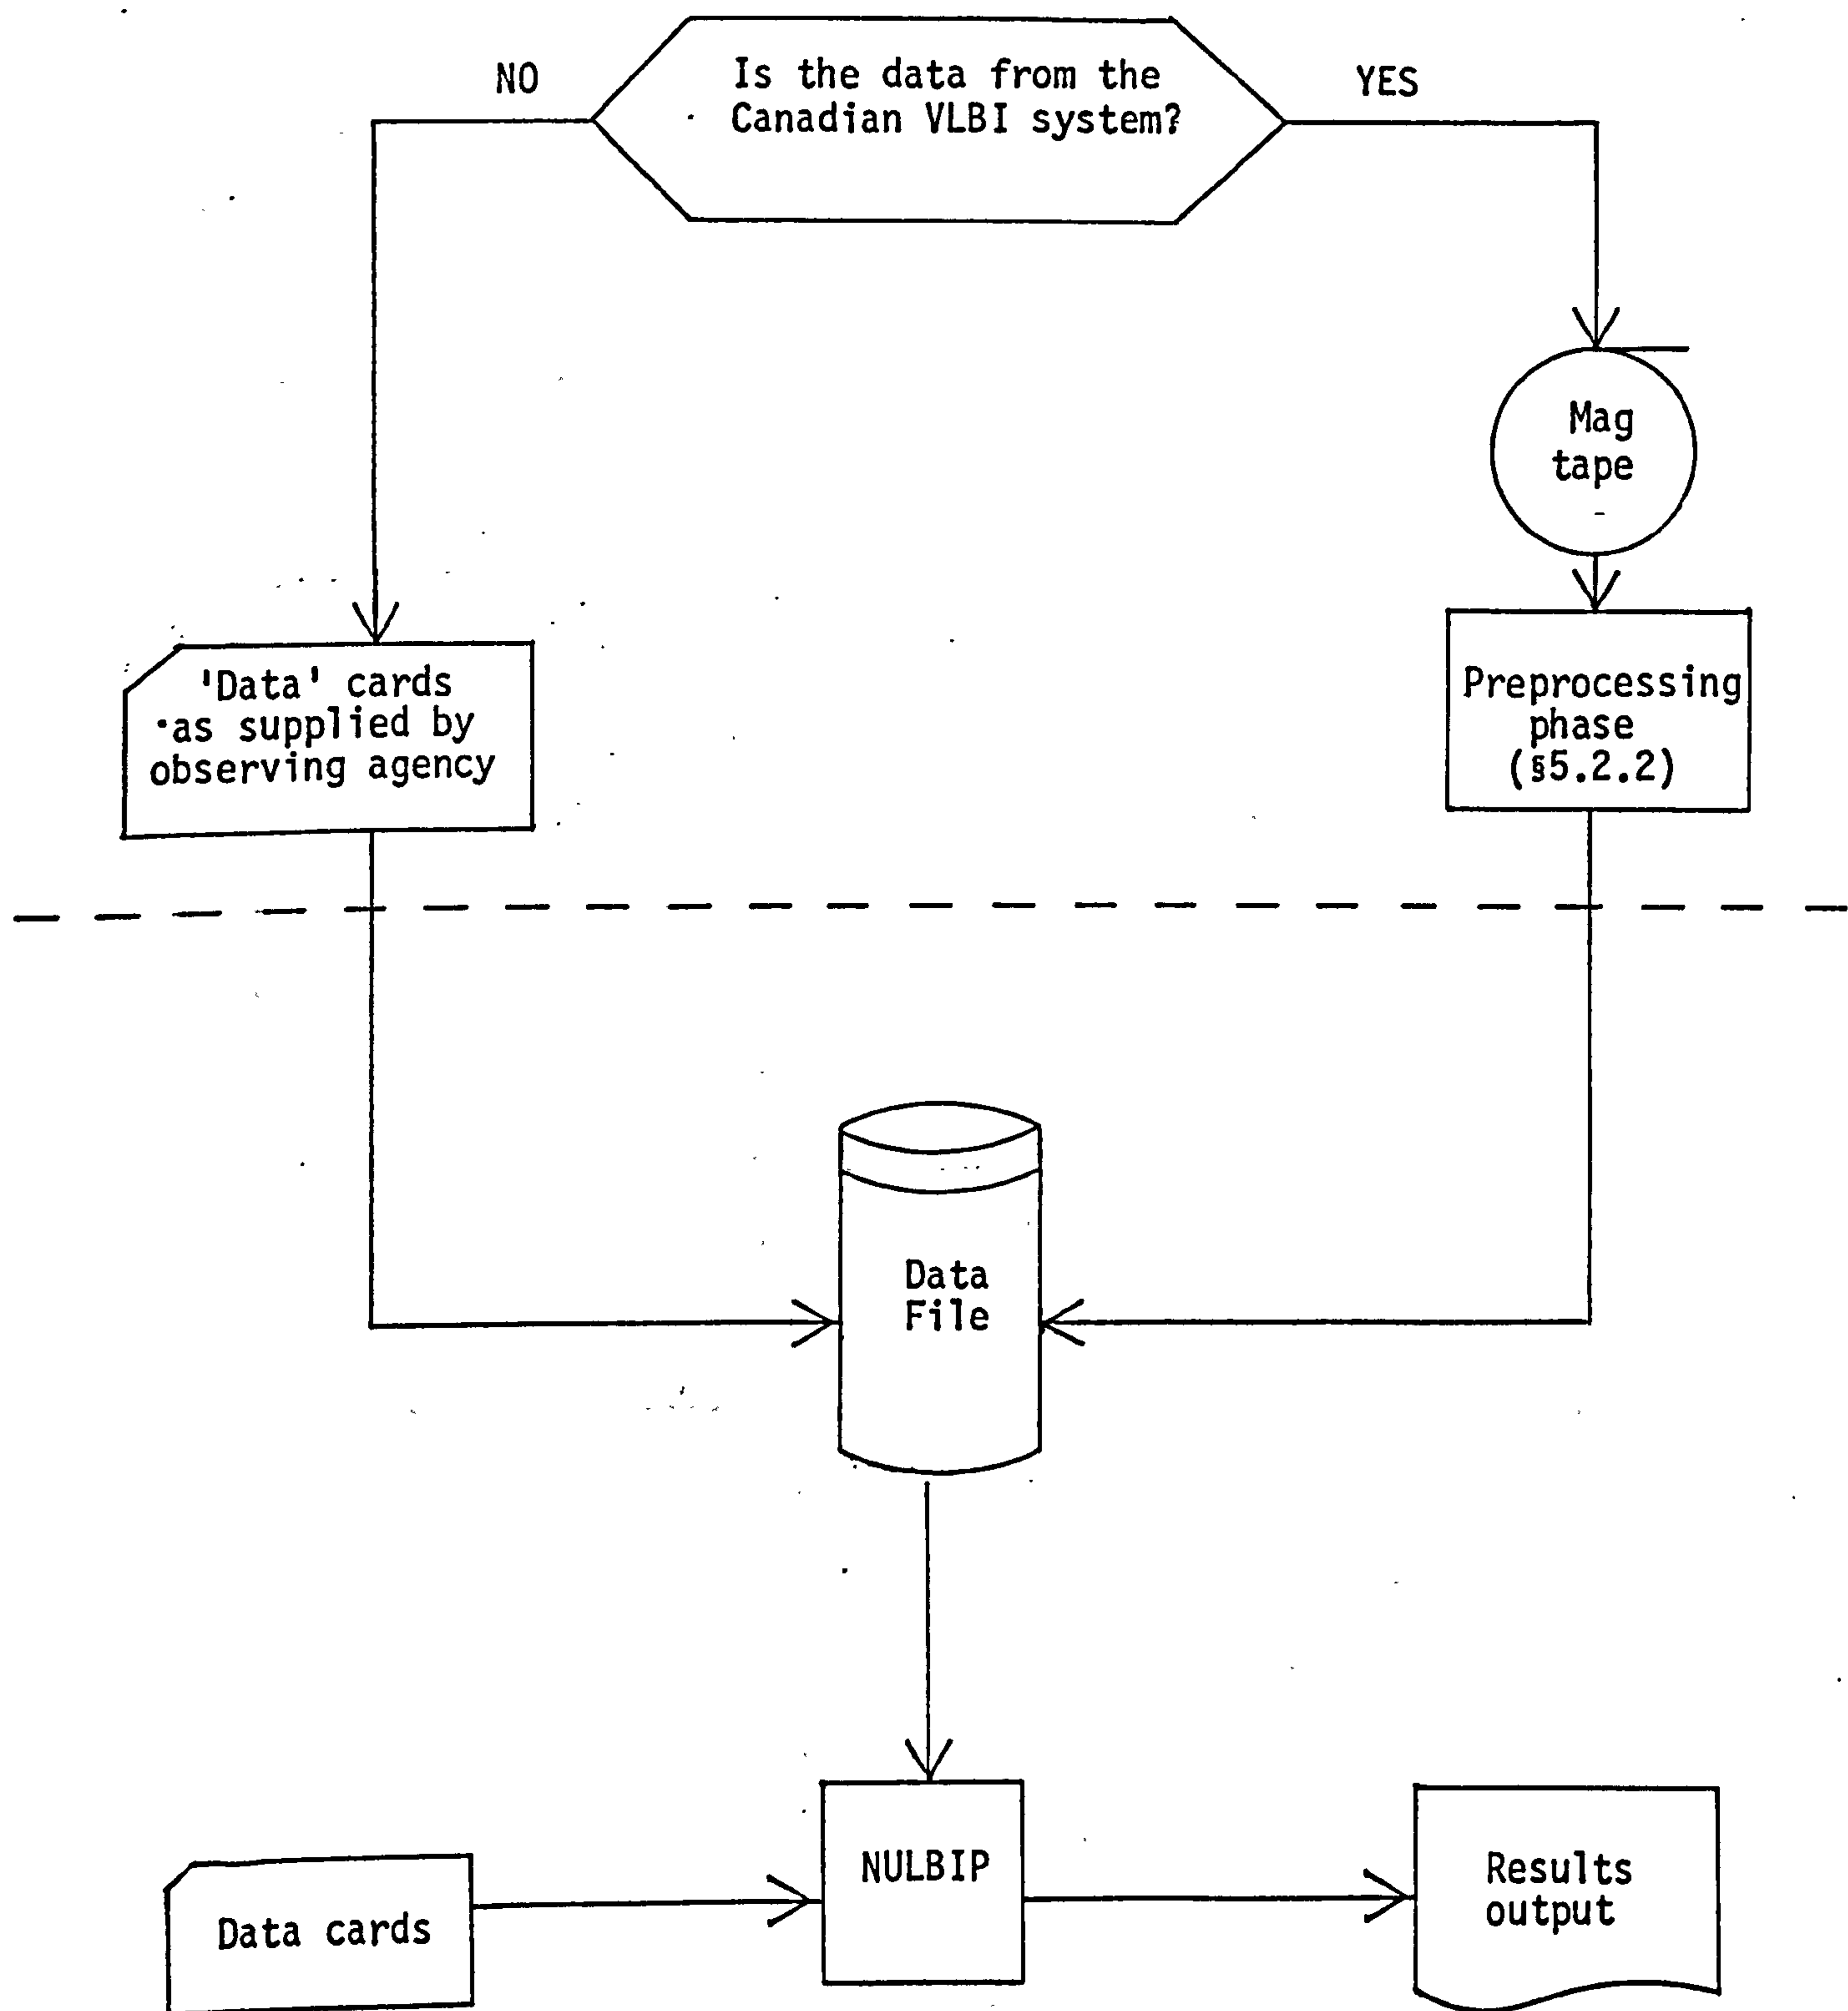 NO
Is the data from the
Canadian VLBI system?
YES
Mag
tape
'Data' cards
as supplied by
observing agency
Preprocessing
phase
(§5.2.2)
Data
File
NULBIP
Data cards
Results
output